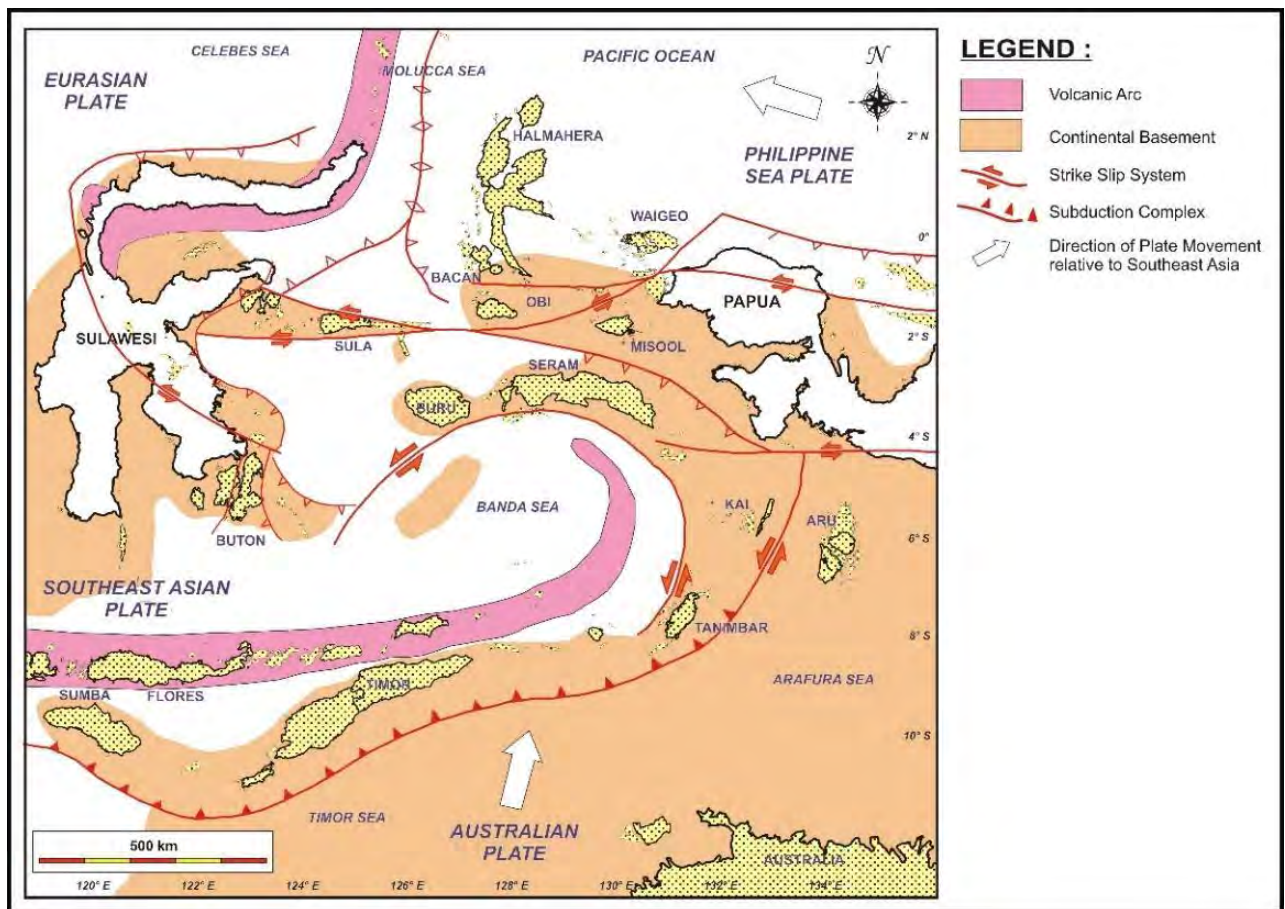 CELEBES SEA
MOLUCCA SEA
PACIFIC OCEAN
N
EURASIAN
PLATE
HALMAHERA
2° N
PHILIPPINE
SEA PLATE
WAIGEO
0°
BACAN
OBI
PAPUA
SULAWESI
SULA
MISOOL
2° S
SERAM
BURU
4° S
BANDA SEA
KAI
ARU
BUTON
6° S
SOUTHEAST ASIAN
PLATE
TANIMBAR
8° S
SUMBA
FLORES
TIMOR
ARAFURA SEA
10° S
TIMOR SEA
AUSTRALIAN
PLATE
500 km
AUSTRALIA
120° E
122° E
124° E
126° E
128° E
130° E
132° E
134° E
LEGEND :
Volcanic Arc
Continental Basement
Strike Slip System
Subduction Complex
Direction of Plate Movement
relative to Southeast Asia